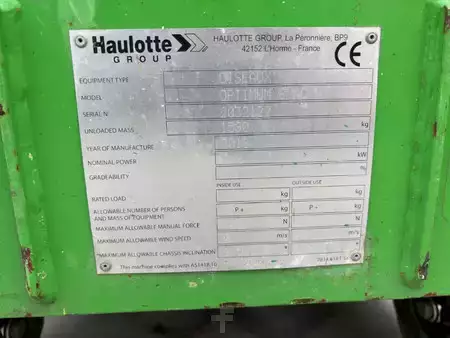 Haulotte
GROUP
HAULOTTE GROUP, La Péronnière, BP9
42152 L'Horme - France
CE
EQUIPMENT TYPE
MODEL OPTIMUM
SERIAL N
UNLOADED MASS kg
YEAR OF MANUFACTURE
NOMINAL POWER kW
GRADEABILITY %
INSIDE USE OUTSIDE USE
RATED LOAD kg kg
ALLOWABLE NUMBER OF PERSONS
AND MASS OF EQUIPMENT P + kg P - kg
MAXIMUM ALLOWABLE MANUAL FORCE N N
MAXIMUM ALLOWABLE WIND SPEED m/s m/s
MAXIMUM ALLOWABLE CHASSIS INCLINATION ° °
This machine complies with AS1418.10